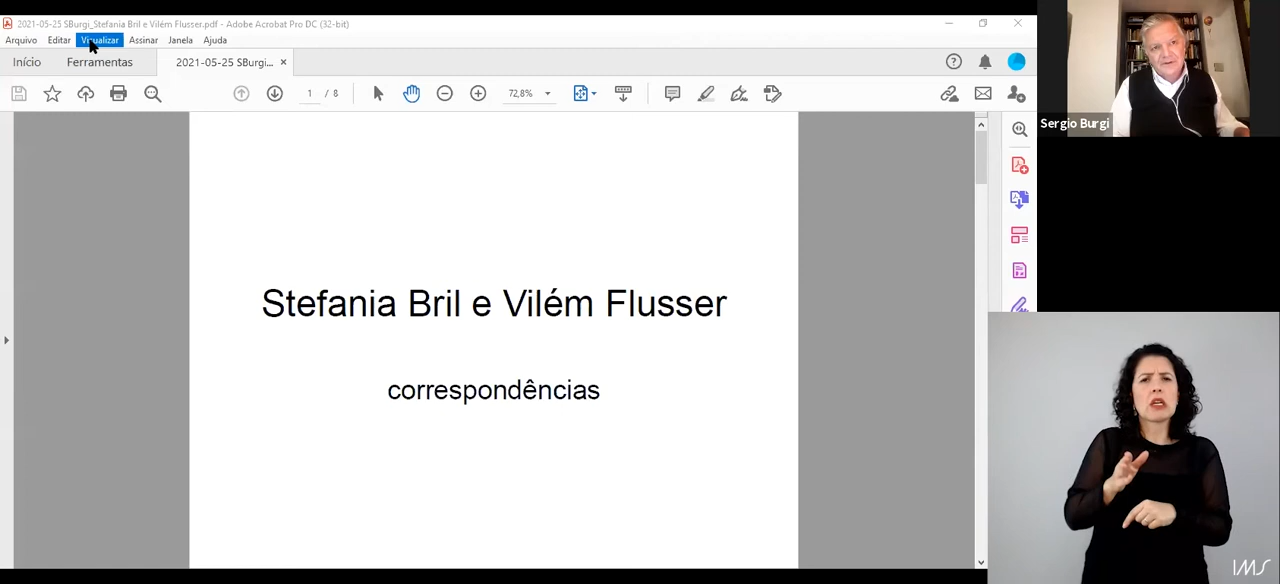 2021-05-25 SBurgi_Stefania Bril e Vilém Flusser.pdf - Adobe Acrobat Pro DC (32-bit)
Arquivo Editar Visualizar Assinar Janela Ajuda
Início Ferramentas 2021-05-25 SBurgi...
1 / 8 72,8%
Sergio Burgi
Stefania Bril e Vilém Flusser
correspondências
IMS